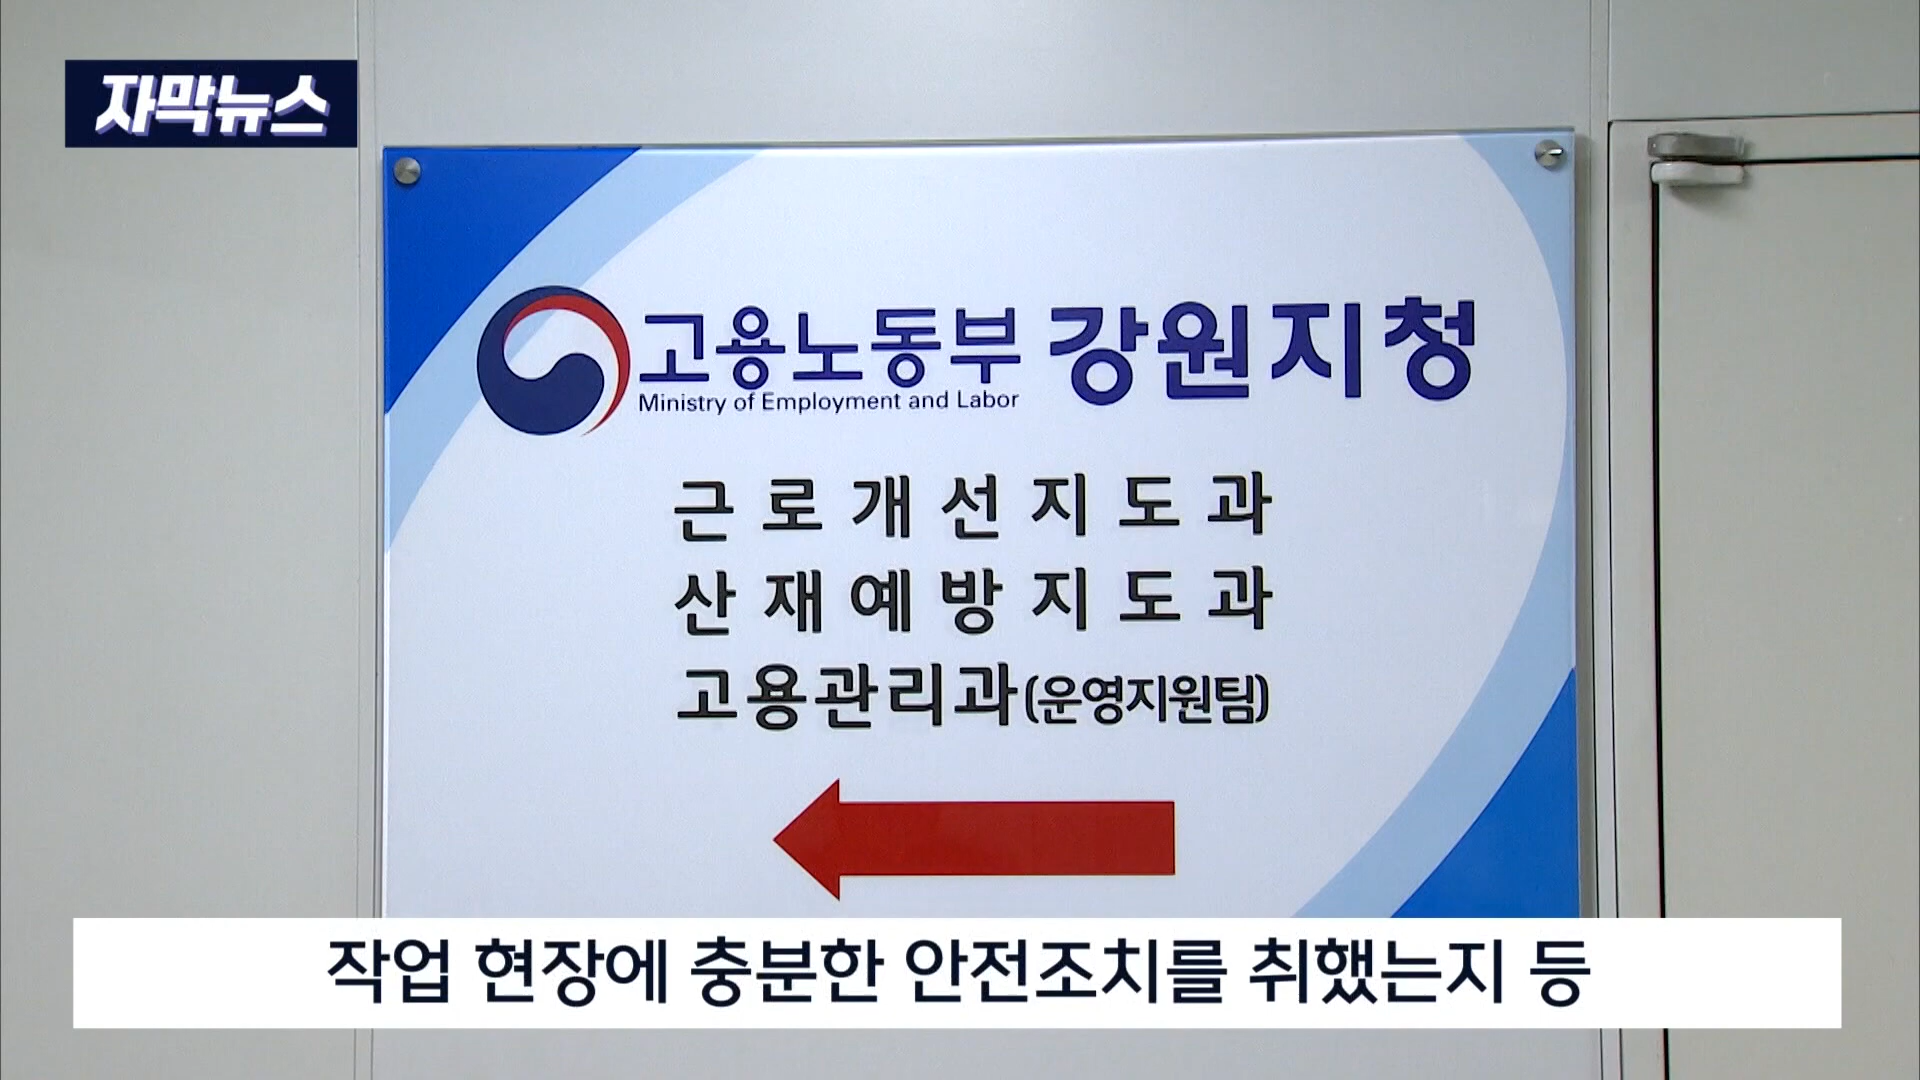 자막뉴스
고용노동부 강원지청
Ministry of Employment and Labor
근로개선지도과
산재예방지도과
고용관리과(운영지원팀)
작업 현장에 충분한 안전조치를 취했는지 등